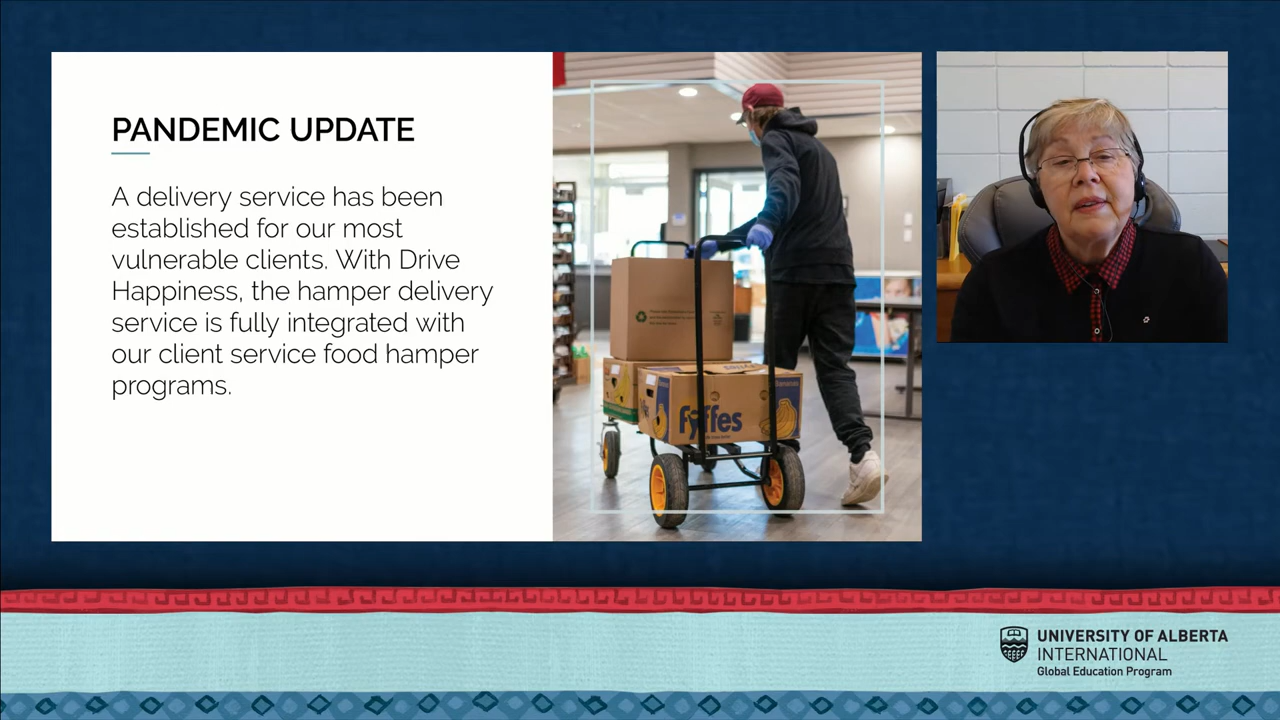 PANDEMIC UPDATE
A delivery service has been
established for our most
vulnerable clients. With Drive
Happiness, the hamper delivery
service is fully integrated with
our client service food hamper
programs.
fyffes
Bananas
UNIVERSITY OF ALBERTA
INTERNATIONAL
Global Education Program